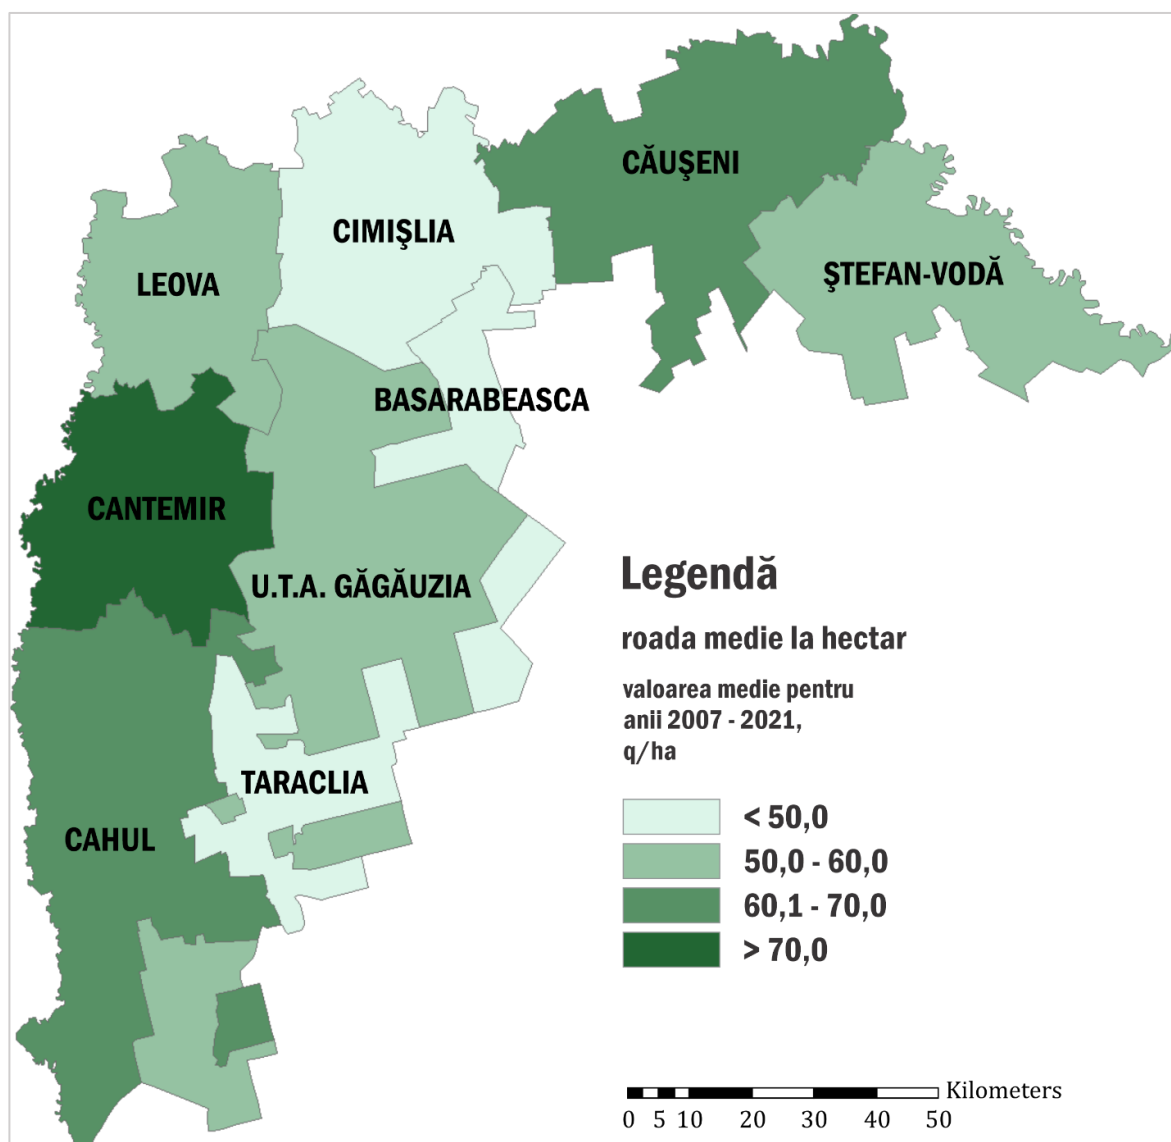 CĂUŞENI
CIMIŞLIA
LEOVA
ŞTEFAN-VODĂ
BASARABEASCA
CANTEMIR
U.T.A. GĂGĂUZIA
TARACLIA
CAHUL
Legendă
roada medie la hectar
valoarea medie pentru
anii 2007 - 2021,
q/ha
< 50,0
50,0 - 60,0
60,1 - 70,0
> 70,0
Kilometers
0 5 10 20 30 40 50